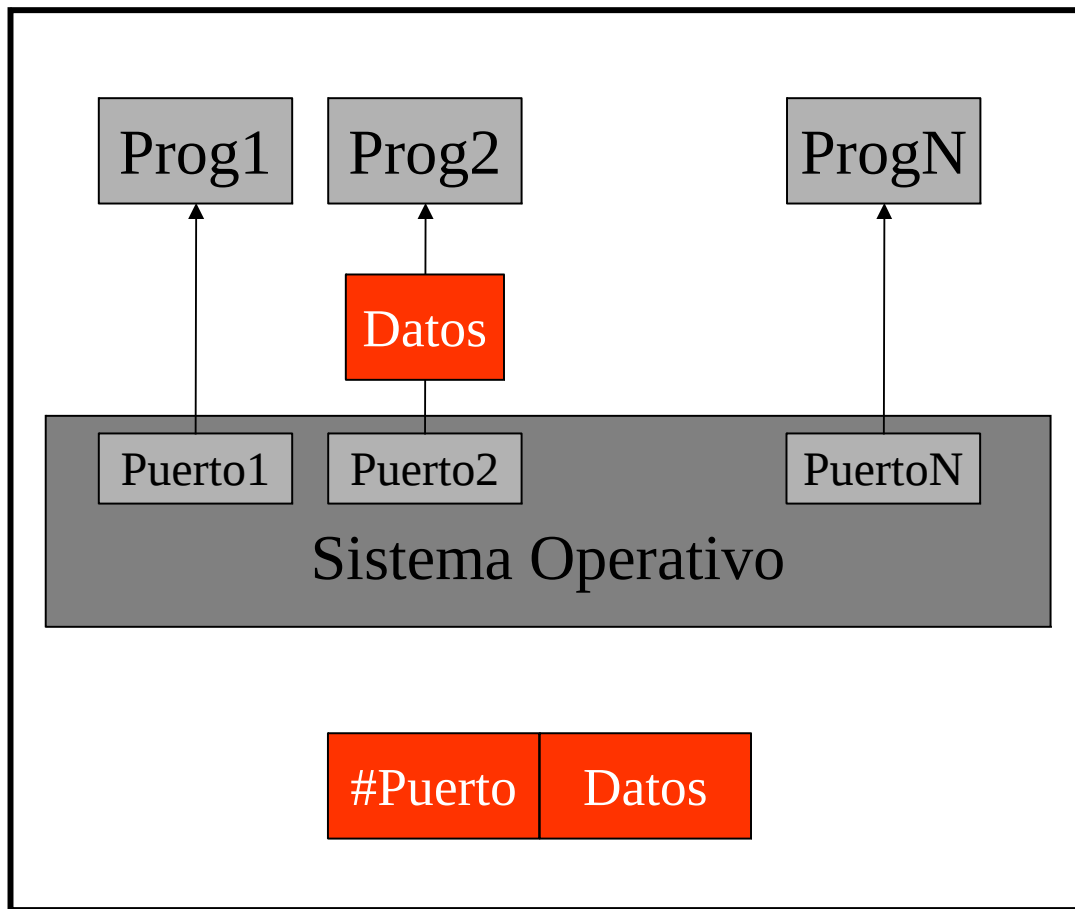 Prog1 Prog2 ProgN
Datos
Puerto1 Puerto2 PuertoN
Sistema Operativo
#Puerto Datos